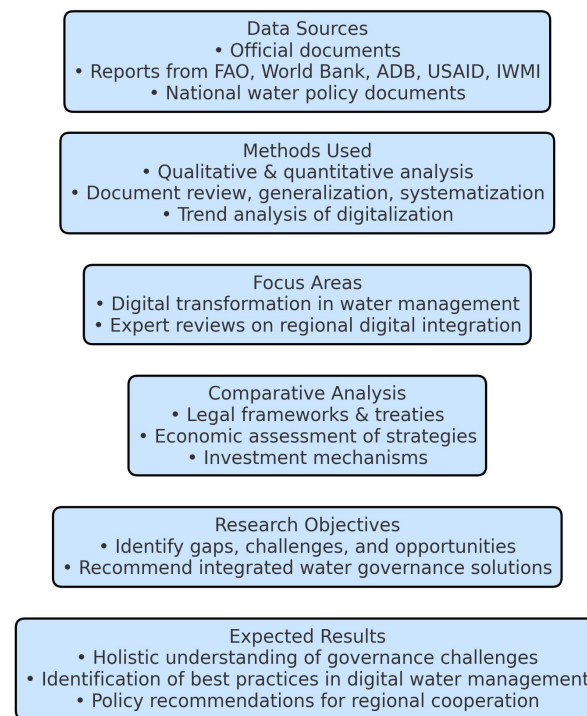 Data Sources
• Official documents
• Reports from FAO, World Bank, ADB, USAID, IWMI
• National water policy documents
Methods Used
• Qualitative & quantitative analysis
• Document review, generalization, systematization
• Trend analysis of digitalization
Focus Areas
• Digital transformation in water management
• Expert reviews on regional digital integration
Comparative Analysis
• Legal frameworks & treaties
• Economic assessment of strategies
• Investment mechanisms
Research Objectives
• Identify gaps, challenges, and opportunities
• Recommend integrated water governance solutions
Expected Results
• Holistic understanding of governance challenges
• Identification of best practices in digital water management
• Policy recommendations for regional cooperation